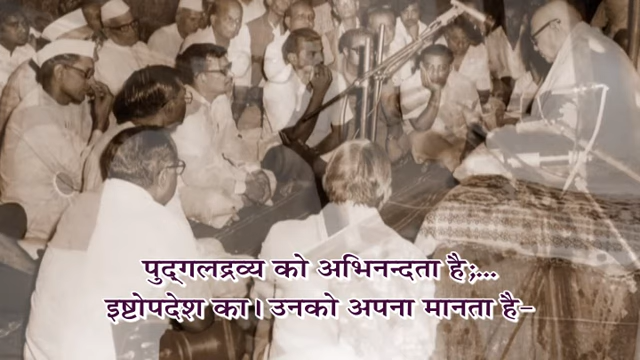 पुद्गलद्रव्य को अभिनन्दता है;...
इष्टोपदेश का। उनको अपना मानता है-